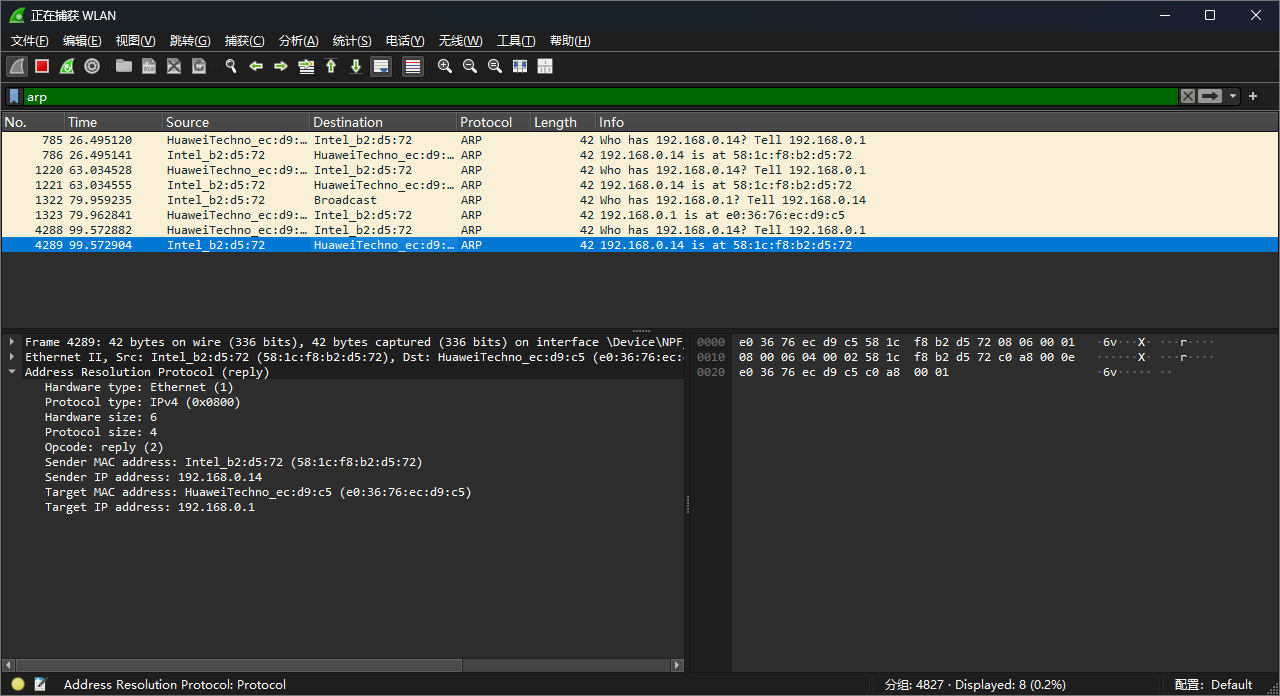 正在捕获 WLAN
文件(F) 编辑(E) 视图(V) 跳转(G) 捕获(C) 分析(A) 统计(S) 电话(Y) 无线(W) 工具(T) 帮助(H)
arp
No. Time Source Destination Protocol Length Info
785 26.495120 HuaweiTechno_ec:d9:… Intel_b2:d5:72 ARP 42 Who has 192.168.0.14? Tell 192.168.0.1
786 26.495141 Intel_b2:d5:72 HuaweiTechno_ec:d9:… ARP 42 192.168.0.14 is at 58:1c:f8:b2:d5:72
1220 63.034528 HuaweiTechno_ec:d9:… Intel_b2:d5:72 ARP 42 Who has 192.168.0.14? Tell 192.168.0.1
1221 63.034555 Intel_b2:d5:72 HuaweiTechno_ec:d9:… ARP 42 192.168.0.14 is at 58:1c:f8:b2:d5:72
1322 79.959235 Intel_b2:d5:72 Broadcast ARP 42 Who has 192.168.0.1? Tell 192.168.0.14
1323 79.962841 HuaweiTechno_ec:d9:… Intel_b2:d5:72 ARP 42 192.168.0.1 is at e0:36:76:ec:d9:c5
4288 99.572882 HuaweiTechno_ec:d9:… Intel_b2:d5:72 ARP 42 Who has 192.168.0.14? Tell 192.168.0.1
4289 99.572904 Intel_b2:d5:72 HuaweiTechno_ec:d9:… ARP 42 192.168.0.14 is at 58:1c:f8:b2:d5:72
Frame 4289: 42 bytes on wire (336 bits), 42 bytes captured (336 bits) on interface \Device\NPF_
Ethernet II, Src: Intel_b2:d5:72 (58:1c:f8:b2:d5:72), Dst: HuaweiTechno_ec:d9:c5 (e0:36:76:ec:
Address Resolution Protocol (reply)
Hardware type: Ethernet (1)
Protocol type: IPv4 (0x0800)
Hardware size: 6
Protocol size: 4
Opcode: reply (2)
Sender MAC address: Intel_b2:d5:72 (58:1c:f8:b2:d5:72)
Sender IP address: 192.168.0.14
Target MAC address: HuaweiTechno_ec:d9:c5 (e0:36:76:ec:d9:c5)
Target IP address: 192.168.0.1
0000 e0 36 76 ec d9 c5 58 1c f8 b2 d5 72 08 06 00 01 ·6v···X· ···r····
0010 08 00 06 04 00 02 58 1c f8 b2 d5 72 c0 a8 00 0e ······X· ···r····
0020 e0 36 76 ec d9 c5 c0 a8 00 01 ·6v····· ··
Address Resolution Protocol: Protocol
分组: 4827 · Displayed: 8 (0.2%)
配置: Default